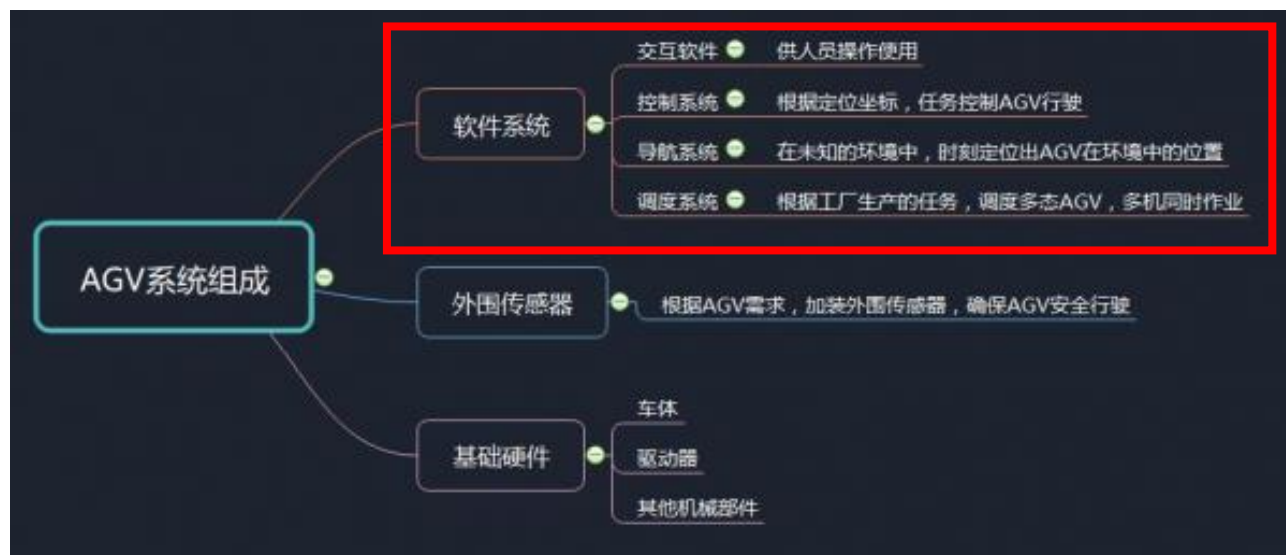 交互软件 供人员操作使用
控制系统 根据定位坐标，任务控制AGV行驶
软件系统
导航系统 在未知的环境中，时刻定位出AGV在环境中的位置
调度系统 根据工厂生产的任务，调度多态AGV，多机同时作业
AGV系统组成
外围传感器 根据AGV需求，加装外围传感器，确保AGV安全行驶
车体
基础硬件 驱动器
其他机械部件